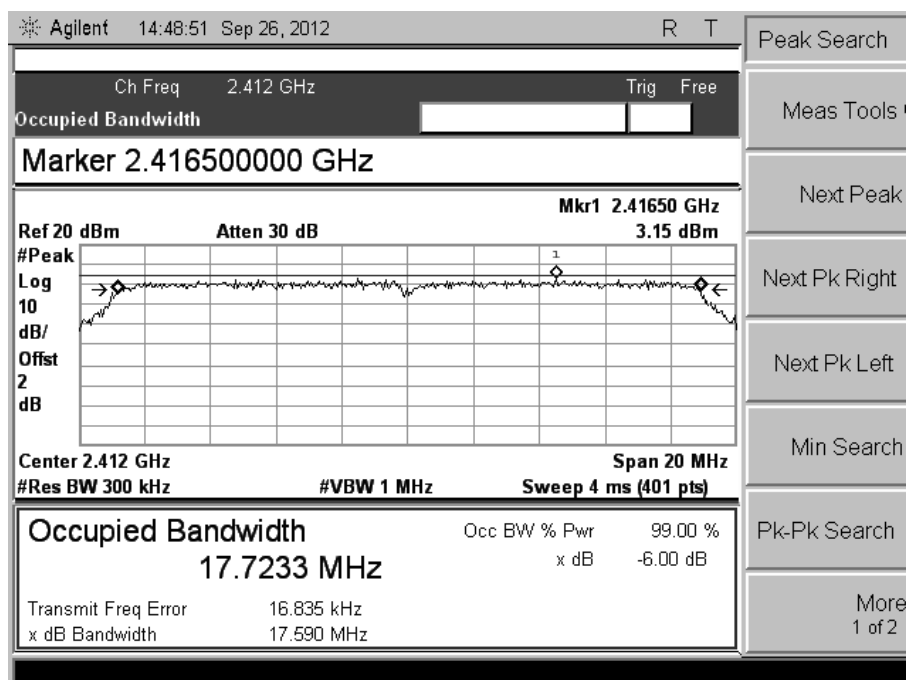 Agilent 14:48:51 Sep 26, 2012 R T
Ch Freq 2.412 GHz Trig Free
Occupied Bandwidth
Marker 2.416500000 GHz
Mkr1 2.41650 GHz
Ref 20 dBm Atten 30 dB 3.15 dBm
#Peak
Log
10
dB/
Offst
2
dB
1
Center 2.412 GHz Span 20 MHz
#Res BW 300 kHz #VBW 1 MHz Sweep 4 ms (401 pts)
Occupied Bandwidth
17.7233 MHz
Occ BW % Pwr 99.00 %
x dB -6.00 dB
Transmit Freq Error 16.835 kHz
x dB Bandwidth 17.590 MHz
Peak Search
Meas Tools
Next Peak
Next Pk Right
Next Pk Left
Min Search
Pk-Pk Search
More
1 of 2